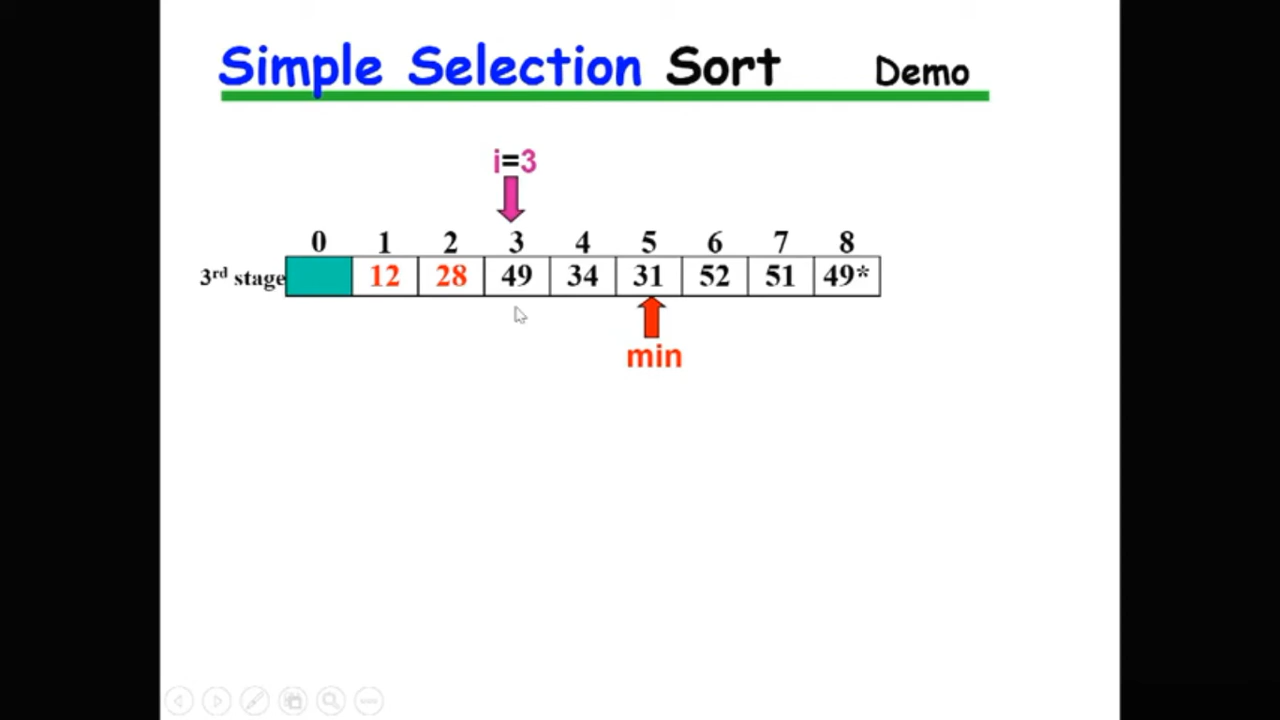 Simple Selection Sort Demo
i=3
0 1 2 3 4 5 6 7 8
3rd stage 12 28 49 34 31 52 51 49*
min